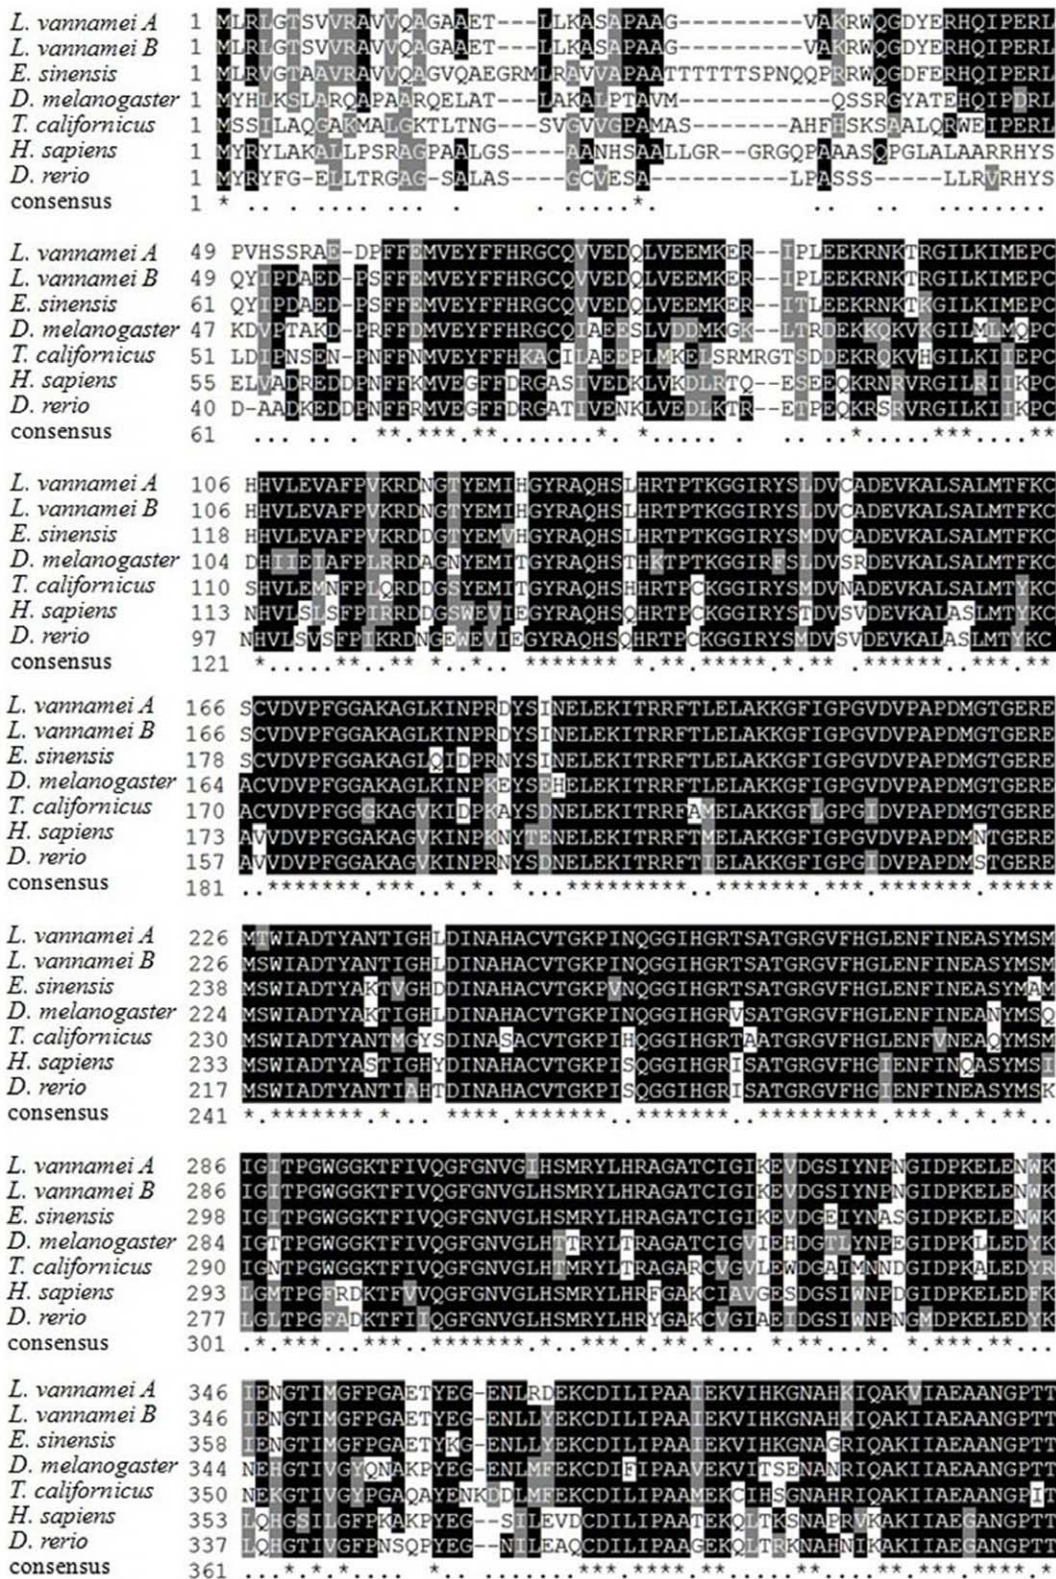 L. vannamei A 1 MLRLGTSVVRAVVQAGAAET---LLKASAPAAG---------VAKRWQGDYERHQIPERL
L. vannamei B 1 MLRLGTSVVRAVVQAGAAET---LLKASAPAAG---------VAKRWQGDYERHQIPERL
E. sinensis 1 MLRVGTAAVRAVVQAGVQAEGRMLRAVVAPAATTTTTTSPNQQPRRWQGDFERHQIPERL
D. melanogaster 1 MYHLKSLARQAPAARQELAT---LAKALPTAVM-----------QSSRGYATEHQIPDRL
T. californicus 1 MSSILAQGAKMALGKTLTNG---SVGVVGPAMAS-------AHFHSKSAALQRWEIPERL
H. sapiens 1 MYRYLAKALLPSRAGPAALGS----AANHSAALLGR--GRGQPAAASQPGLALAARRHYS
D. rerio 1 MYRYFG-ELLTRGAG-SALAS----GCVESA----------LPASSS-----LLRVRHYS
consensus 1
L. vannamei A 49 PVHSSRAE-DPFFEMVEYFFHRGCQVVEDQLVEEMKER--IPLEEKRNKTRGILKIMEPC
L. vannamei B 49 QYIPDAED-PSFFEMVEYFFHRGCQVVEDQLVEEMKER--IPLEEKRNKTRGILKIMEPC
E. sinensis 61 QYIPDAED-PSFFEMVEYFFHRGCQVVEDQLVEEMKER--ITLEEKRNKTKGILKIMEPC
D. melanogaster 47 KDVPTAKD-PRFFDMVEYFFHRGCQIAEESLVDDMKGK--LTRDEKKQKVKGILMLMQPC
T. californicus 51 LDIPNSEN-PNFFNMVEYFFHKACILAEEPLMKELSRMRGTSDDEKRQKVHGILKIIEPC
H. sapiens 55 ELVADREDDPNFFKMVEGFFDRGASIVEDKLVKDLRTQ--ESEEQKRNRVRGILRIIKPC
D. rerio 40 D-AADKEDDPNFFRMVEGFFDRGATIVENKLVEDLKTR--ETPEQKRSRVRGILKIIKPC
consensus 61
L. vannamei A 106 HHVLEVAFPVKRDNGTYEMIHGYRAQHSLHRTPTKGGIRYSLDVCADEVKALSALMTFKC
L. vannamei B 106 HHVLEVAFPVKRDNGTYEMIHGYRAQHSLHRTPTKGGIRYSLDVCADEVKALSALMTFKC
E. sinensis 118 HHVLEVAFPVKRDDGTYEMVHGYRAQHSLHRTPTKGGIRYSMDVCADEVKALSALMTFKC
D. melanogaster 104 DHIIEIAFPLRRDAGNYEMITGYRAQHSTHKTPTKGGIRFSLDVSRDEVKALSALMTFKC
T. californicus 110 SHVLEMNFPLQRDDGSYEMITGYRAQHSHHRTPCKGGIRYSMDVNADEVKALSALMTYKC
H. sapiens 113 NHVLSLSFPIRRDDGSWEVIEGYRAQHSQHRTPCKGGIRYSTDVSVDEVKALASLMTYKC
D. rerio 97 NHVLSVSFPIKRDNGEWEVIEGYRAQHSQHRTPCKGGIRYSMDVSVDEVKALASLMTYKC
consensus 121
L. vannamei A 166 SCVDVPFGGAKAGLKINPRDYSINELEKITRRFTLELAKKGFIGPGVDVPAPDMGTGERE
L. vannamei B 166 SCVDVPFGGAKAGLKINPRDYSINELEKITRRFTLELAKKGFIGPGVDVPAPDMGTGERE
E. sinensis 178 SCVDVPFGGAKAGLQIDPRNYSINELEKITRRFTLELAKKGFIGPGVDVPAPDMGTGERE
D. melanogaster 164 ACVDVPFGGAKAGLKINPKEYSEHELEKITRRFTLELAKKGFIGPGVDVPAPDMGTGERE
T. californicus 170 ACVDVPFGGGKAGVKIDPKAYSDNELEKITRRFAMELAKKGFLGPGIDVPAPDMGTGERE
H. sapiens 173 AVVDVPFGGAKAGVKINPKNYTENELEKITRRFTMELAKKGFIGPGVDVPAPDMNTGERE
D. rerio 157 AVVDVPFGGAKAGVKINPRNYSDNELEKITRRFTIELAKKGFIGPGIDVPAPDMSTGERE
consensus 181
L. vannamei A 226 MTWIADTYANTIGHLDINAHACVTGKPINQGGIHGRTSATGRGVFHGLENFINEASYMSM
L. vannamei B 226 MSWIADTYANTIGHLDINAHACVTGKPINQGGIHGRTSATGRGVFHGLENFINEASYMSM
E. sinensis 238 MSWIADTYAKTVGHDDINAHACVTGKPVNQGGIHGRTSATGRGVFHGLENFINEASYMAM
D. melanogaster 224 MSWIADTYAKTIGHLDINAHACVTGKPINQGGIHGRVSATGRGVFHGLENFINEANYMSQ
T. californicus 230 MSWIADTYANTMGYSDINASACVTGKPIHQGGIHGRTAATGRGVFHGLENFVNEAQYMSM
H. sapiens 233 MSWIADTYASTIGHYDINAHACVTGKPISQGGIHGRISATGRGVFHGIENFINQASYMSI
D. rerio 217 MSWIADTYANTIAHTDINAHACVTGKPISQGGIHGRISATGRGVFHGIENFINEASYMSK
consensus 241
L. vannamei A 286 IGITPGWGGKTFIVQGFGNVGIHSMRYLHRAGATCIGIKEVDGSIYNPNGIDPKELENWK
L. vannamei B 286 IGITPGWGGKTFIVQGFGNVGLHSMRYLHRAGATCIGIKEVDGSIYNPNGIDPKELENWK
E. sinensis 298 IGITPGWGGKTFIVQGFGNVGLHSMRYLHRAGATCIGIKEVDGEIYNASGIDPKELENWK
D. melanogaster 284 IGTTPGWGGKTFIVQGFGNVGLHTTRYLTRAGATCIGVIEHDGTLYNPEGIDPKLLEDYK
T. californicus 290 IGNTPGWGGKTFIVQGFGNVGLHTMRYLTRAGARCVGVLEWDGAIMNNDGIDPKALEDYR
H. sapiens 293 LGMTPGFRDKTFVVQGFGNVGLHSMRYLHRFGAKCIAVGESDGSIWNPDGIDPKELEDFK
D. rerio 277 LGLTPGFADKTFIIQGFGNVGLHSMRYLHRYGAKCVGIAEIDGSIWNPNGMDPKELEDYK
consensus 301
L. vannamei A 346 IENGTIMGFPGAETYEG-ENLRDEKCDILIPAAIEKVIHKGNAHKIQAKVIAEAANGPTT
L. vannamei B 346 IENGTIMGFPGAETYEG-ENLLYEKCDILIPAAIEKVIHKGNAHKIQAKIIAEAANGPTT
E. sinensis 358 IENGTIMGFPGAETYKG-ENLLYEKCDILIPAAIEKVIHKGNAGRIQAKIIAEAANGPTT
D. melanogaster 344 NEHGTIVGYQNAKPYEG-ENLMFEKCDIFIPAAVEKVITSENANRIQAKIIAEAANGPTT
T. californicus 350 NEKGTIVGYPGAQAYENKDDLMFEKCDILIPAAMEKCIHSGNAHRIQAKIIAEAANGPIT
H. sapiens 353 LQHGSILGFPKAKPYEG--SILEVDCDILIPAATEKQLTKSNAPRVKAKIIAEGANGPTT
D. rerio 337 LQHGTIVGFPNSQPYEG--NILEAQCDILIPAAGEKQLTRKNAHNIKAKIIAEGANGPTT
consensus 361